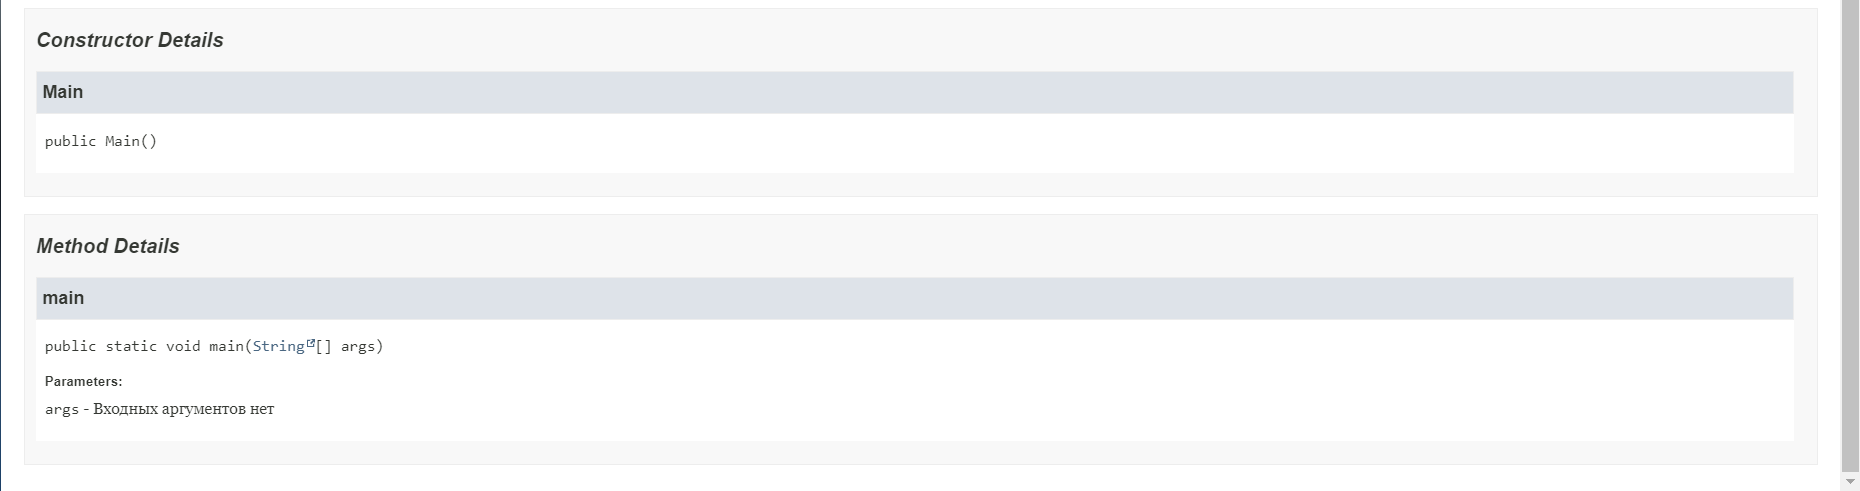 Constructor Details
Main
public Main()
Method Details
main
public static void main(String[] args)
Parameters:
args - Входных аргументов нет